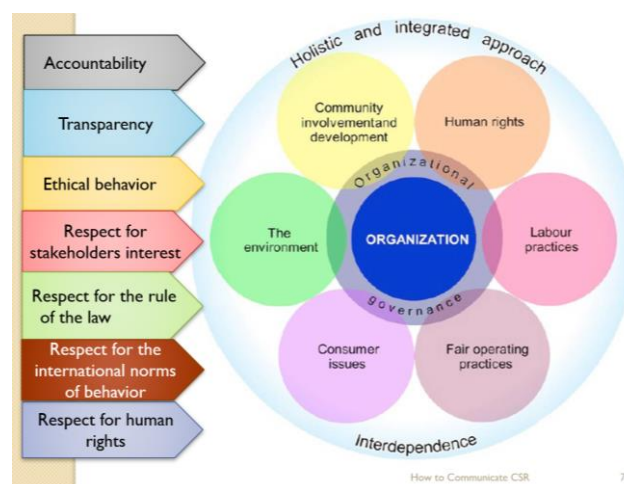 Accountability
Transparency
Ethical behavior
Respect for
stakeholders interest
Respect for the rule
of the law
Respect for the
international norms
of behavior
Respect for human
rights
Holistic and integrated approach
Community
involvementand
development
Human rights
Organizational
The
environment
ORGANIZATION
Labour
practices
governance
Consumer
issues
Fair operating
practices
Interdependence
How to Communicate CSR
7